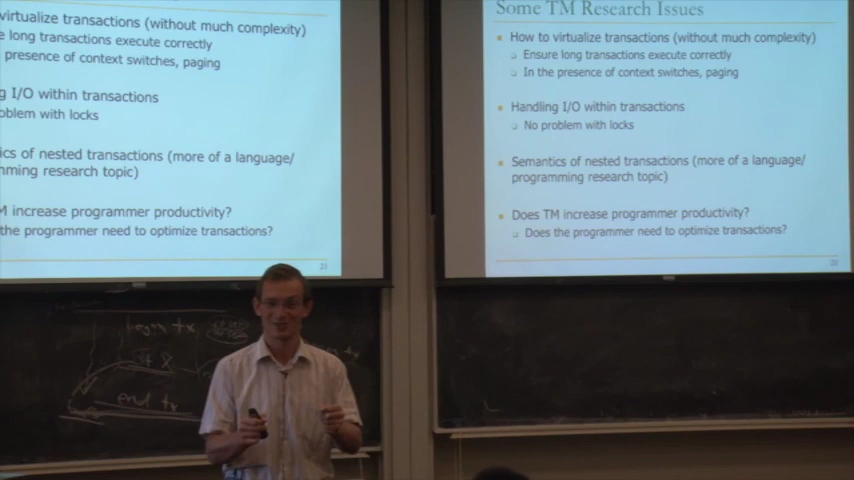 virtualize transactions (without much complexity)
long transactions execute correctly
presence of context switches, paging
I/O within transactions
with locks
of nested transactions (more of a language/
research topic)
increase programmer productivity?
the programmer need to optimize transactions?
21
begin tx
end tx
tx
Some TM Research Issues
How to virtualize transactions (without much complexity)
Ensure long transactions execute correctly
In the presence of context switches, paging
Handling I/O within transactions
No problem with locks
Semantics of nested transactions (more of a language/
programming research topic)
Does TM increase programmer productivity?
Does the programmer need to optimize transactions?